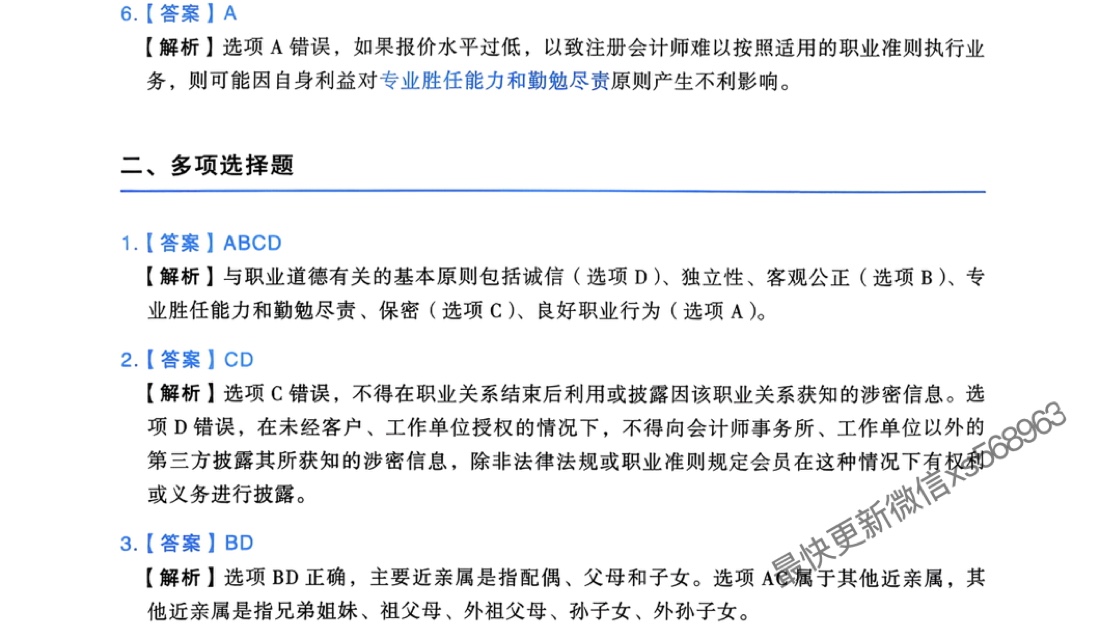 6.【答案】A
【解析】选项 A 错误，如果报价水平过低，以致注册会计师难以按照适用的职业准则执行业
务，则可能因自身利益对专业胜任能力和勤勉尽责原则产生不利影响。
二、多项选择题
1.【答案】ABCD
【解析】与职业道德有关的基本原则包括诚信（选项 D）、独立性、客观公正（选项 B）、专
业胜任能力和勤勉尽责、保密（选项 C）、良好职业行为（选项 A）。
2.【答案】CD
【解析】选项 C 错误，不得在职业关系结束后利用或披露因该职业关系获知的涉密信息。选
项 D 错误，在未经客户、工作单位授权的情况下，不得向会计师事务所、工作单位以外的
第三方披露其所获知的涉密信息，除非法律法规或职业准则规定会员在这种情况下有权利
或义务进行披露。
最快更新微信x3568963
3.【答案】BD
【解析】选项 BD 正确，主要近亲属是指配偶、父母和子女。选项 AC 属于其他近亲属，其
他近亲属是指兄弟姐妹、祖父母、外祖父母、孙子女、外孙子女。